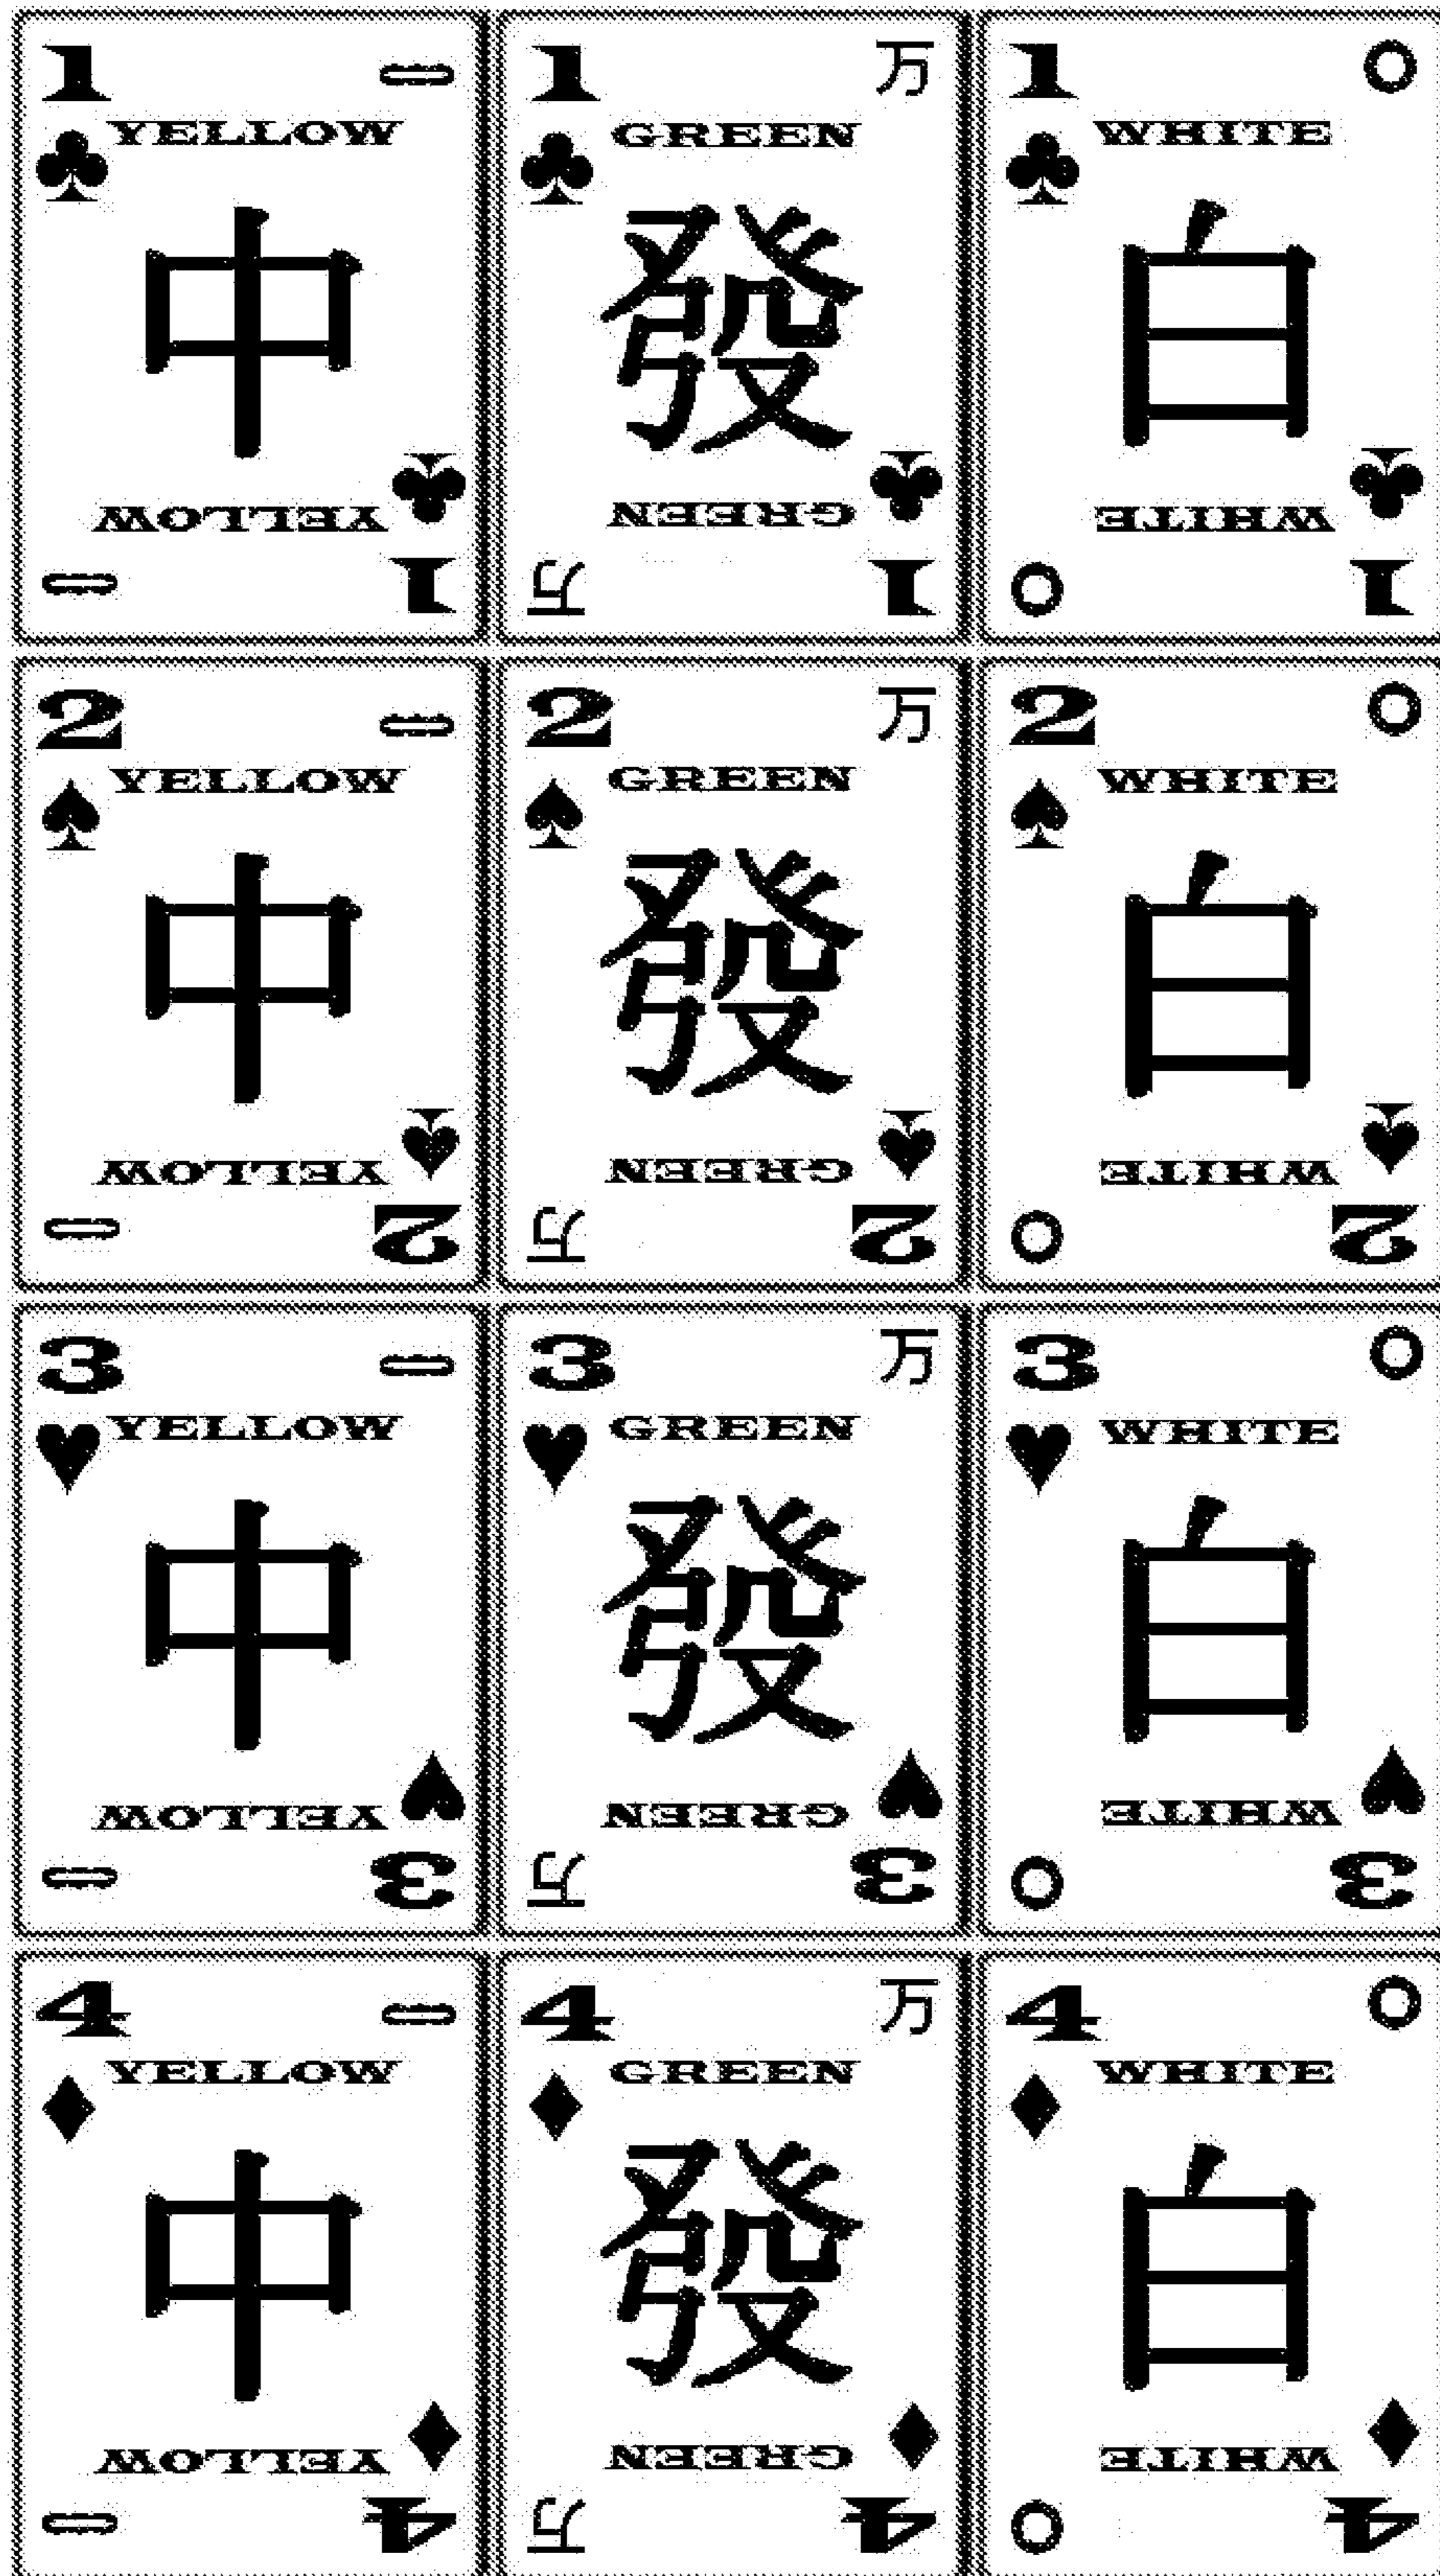 1
YELLOW
中
YELLOW
1
1 万
GREEN
發
GREEN
万 1
1
WHITE
白
WHITE
1
2
YELLOW
中
YELLOW
2
2 万
GREEN
發
GREEN
万 2
2
WHITE
白
WHITE
2
3
YELLOW
中
YELLOW
3
3 万
GREEN
發
GREEN
万 3
3
WHITE
白
WHITE
3
4
YELLOW
中
YELLOW
4
4 万
GREEN
發
GREEN
万 4
4
WHITE
白
WHITE
4